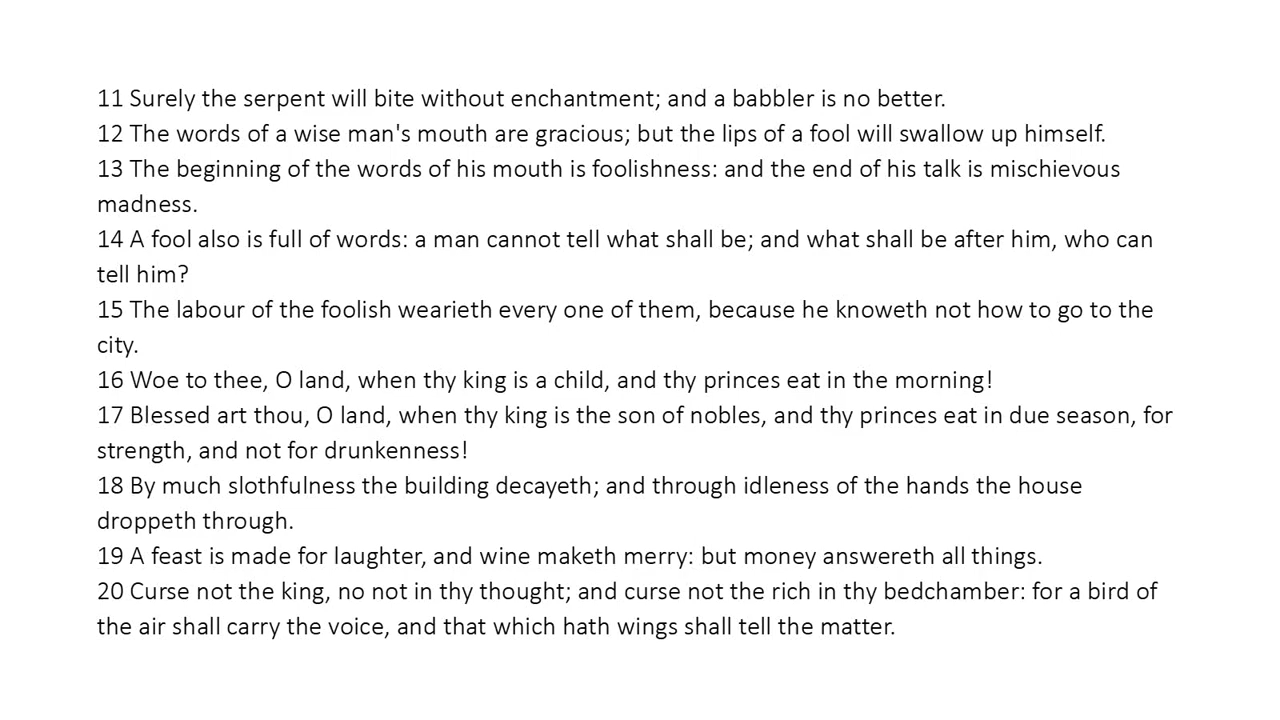 11 Surely the serpent will bite without enchantment; and a babbler is no better.
12 The words of a wise man's mouth are gracious; but the lips of a fool will swallow up himself.
13 The beginning of the words of his mouth is foolishness: and the end of his talk is mischievous
madness.
14 A fool also is full of words: a man cannot tell what shall be; and what shall be after him, who can
tell him?
15 The labour of the foolish wearieth every one of them, because he knoweth not how to go to the
city.
16 Woe to thee, O land, when thy king is a child, and thy princes eat in the morning!
17 Blessed art thou, O land, when thy king is the son of nobles, and thy princes eat in due season, for
strength, and not for drunkenness!
18 By much slothfulness the building decayeth; and through idleness of the hands the house
droppeth through.
19 A feast is made for laughter, and wine maketh merry: but money answereth all things.
20 Curse not the king, no not in thy thought; and curse not the rich in thy bedchamber: for a bird of
the air shall carry the voice, and that which hath wings shall tell the matter.